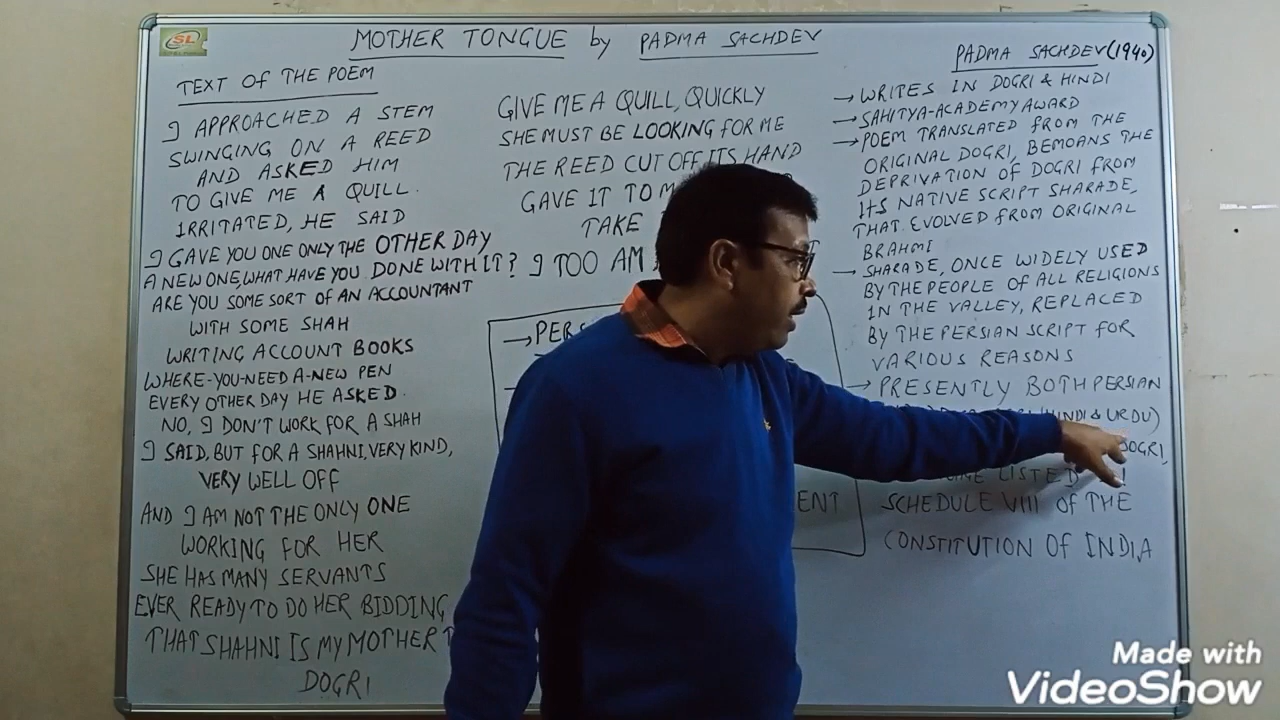 SL
MOTHER TONGUE by PADMA SACHDEV
TEXT OF THE POEM
I APPROACHED A STEM
SWINGING ON A REED
AND ASKED HIM
TO GIVE ME A QUILL.
IRRITATED, HE SAID
I GAVE YOU ONE ONLY THE OTHER DAY
A NEW ONE, WHAT HAVE YOU DONE WITH IT?
ARE YOU SOME SORT OF AN ACCOUNTANT
WITH SOME SHAH
WRITING ACCOUNT BOOKS
WHERE-YOU-NEED A-NEW PEN
EVERY OTHER DAY HE ASKED.
NO, I DON'T WORK FOR A SHAH
I SAID, BUT FOR A SHAHNI, VERY KIND,
VERY WELL OFF
AND I AM NOT THE ONLY ONE
WORKING FOR HER
SHE HAS MANY SERVANTS
EVER READY TO DO HER BIDDING
THAT SHAHNI IS MY MOTHER
DOGRI
GIVE ME A QUILL, QUICKLY
SHE MUST BE LOOKING FOR ME
THE REED CUT OFF ITS HAND
GAVE IT TO
TAKE
I TOO AM
ENT
PADMA SACHDEV (1940)
→ WRITES IN DOGRI & HINDI
→ SAHITYA-ACADEMY AWARD
→ POEM TRANSLATED FROM THE
ORIGINAL DOGRI, BEMOANS THE
DEPRIVATION OF DOGRI FROM
ITS NATIVE SCRIPT SHARADE,
THAT EVOLVED FROM ORIGINAL
BRAHMI
→ SHARADE, ONCE WIDELY USED
BY THE PEOPLE OF ALL RELIGIONS
IN THE VALLEY, REPLACED
BY THE PERSIAN SCRIPT FOR
VARIOUS REASONS
→ PRESENTLY BOTH PERSIAN
(HINDI & URDU)
DOGRI,
LISTED
SCHEDULE VIII OF THE
CONSTITUTION OF INDIA
Made with
VideoShow